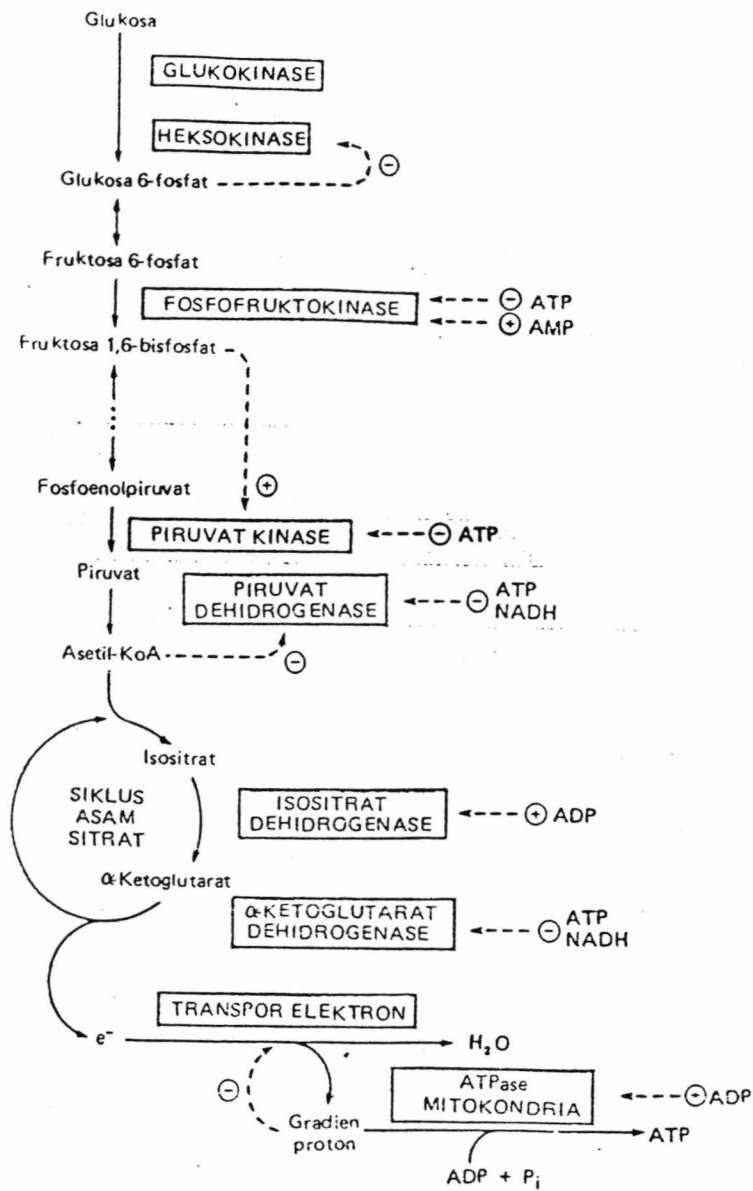 Glukosa
GLUKOKINASE
HEKSOKINASE
Glukosa 6-fosfat
⊖
Fruktosa 6-fosfat
FOSFOFRUKTOKINASE
⊖ ATP
⊕ AMP
Fruktosa 1,6-bisfosfat
Fosfoenolpiruvat
⊕
PIRUVAT KINASE
⊖ ATP
Piruvat
PIRUVAT
DEHIDROGENASE
⊖ ATP
NADH
Asetil-KoA
⊖
Isositrat
SIKLUS
ASAM
SITRAT
ISOSITRAT
DEHIDROGENASE
⊕ ADP
α-Ketoglutarat
α-KETOGLUTARAT
DEHIDROGENASE
⊖ ATP
NADH
TRANSPOR ELEKTRON
e⁻
H₂O
⊖
ATPase
MITOKONDRIA
ADP
Gradien
proton
ATP
ADP + Pi